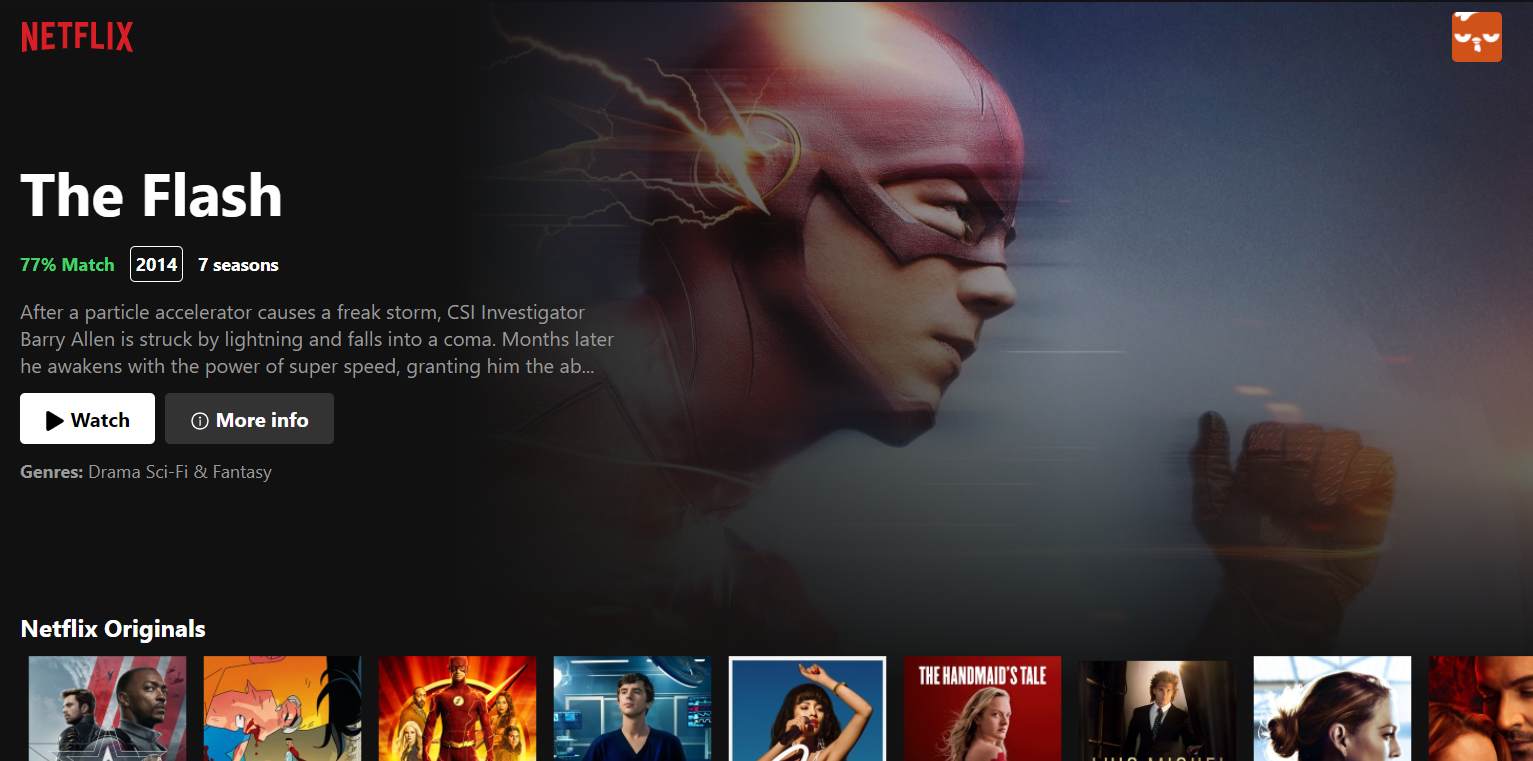 NETFLIX
The Flash
77% Match 2014 7 seasons
After a particle accelerator causes a freak storm, CSI Investigator
Barry Allen is struck by lightning and falls into a coma. Months later
he awakens with the power of super speed, granting him the ab...
Watch More info
Genres: Drama Sci-Fi & Fantasy
Netflix Originals
THE HANDMAID'S TALE
LUIS MIGUEL